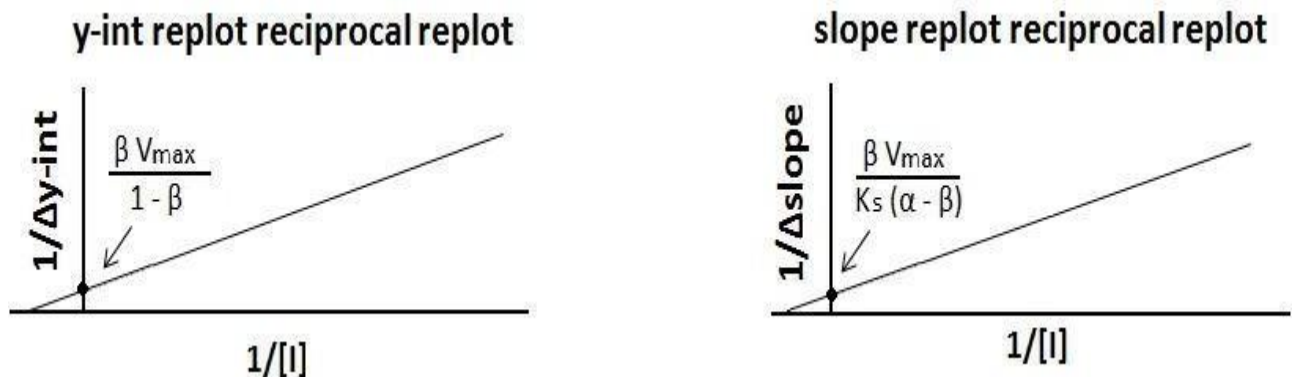 y-int replot reciprocal replot
1/Δy-int
β Vmax
1 - β
1/[I]
slope replot reciprocal replot
1/Δslope
β Vmax
Ks (α - β)
1/[I]